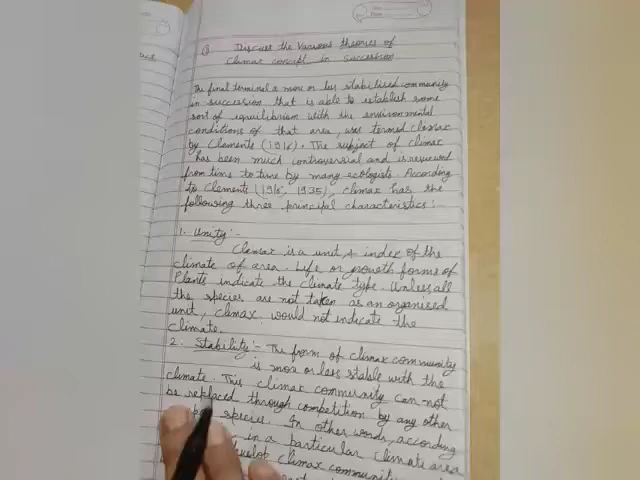 Q. Discuss the Various theories of
Climax concept in Succession
The final terminal a more or less stabilised community
in succession that is able to establish some
sort of equilibrium with the environmental
conditions of that area, was termed climax
by Clements (1916). The subject of climax
has been much controversial and is reviewed
from time to time by many ecologists. According
to Clements (1916, 1935), climax has the
following three principal characteristics:-
1. Unity:-
Climax is a unit, & index of the
climate of area. Life or growth forms of
Plants indicate the climate type. Unless all
the species are not taken as an organised
unit, climax would not indicate the
climate.
2. Stability:- The form of climax community
is more or less stable with the
climate. This climax community can not
be replaced through competition by any other
species. In other words, according
in a particular climate area
develop climax community